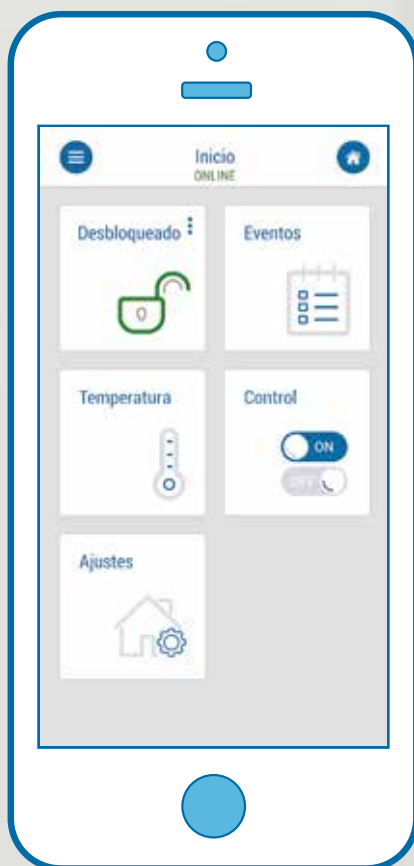 Inicio
ONLINE
Desbloqueado
Eventos
Temperatura
Control
ON
OFF
Ajustes